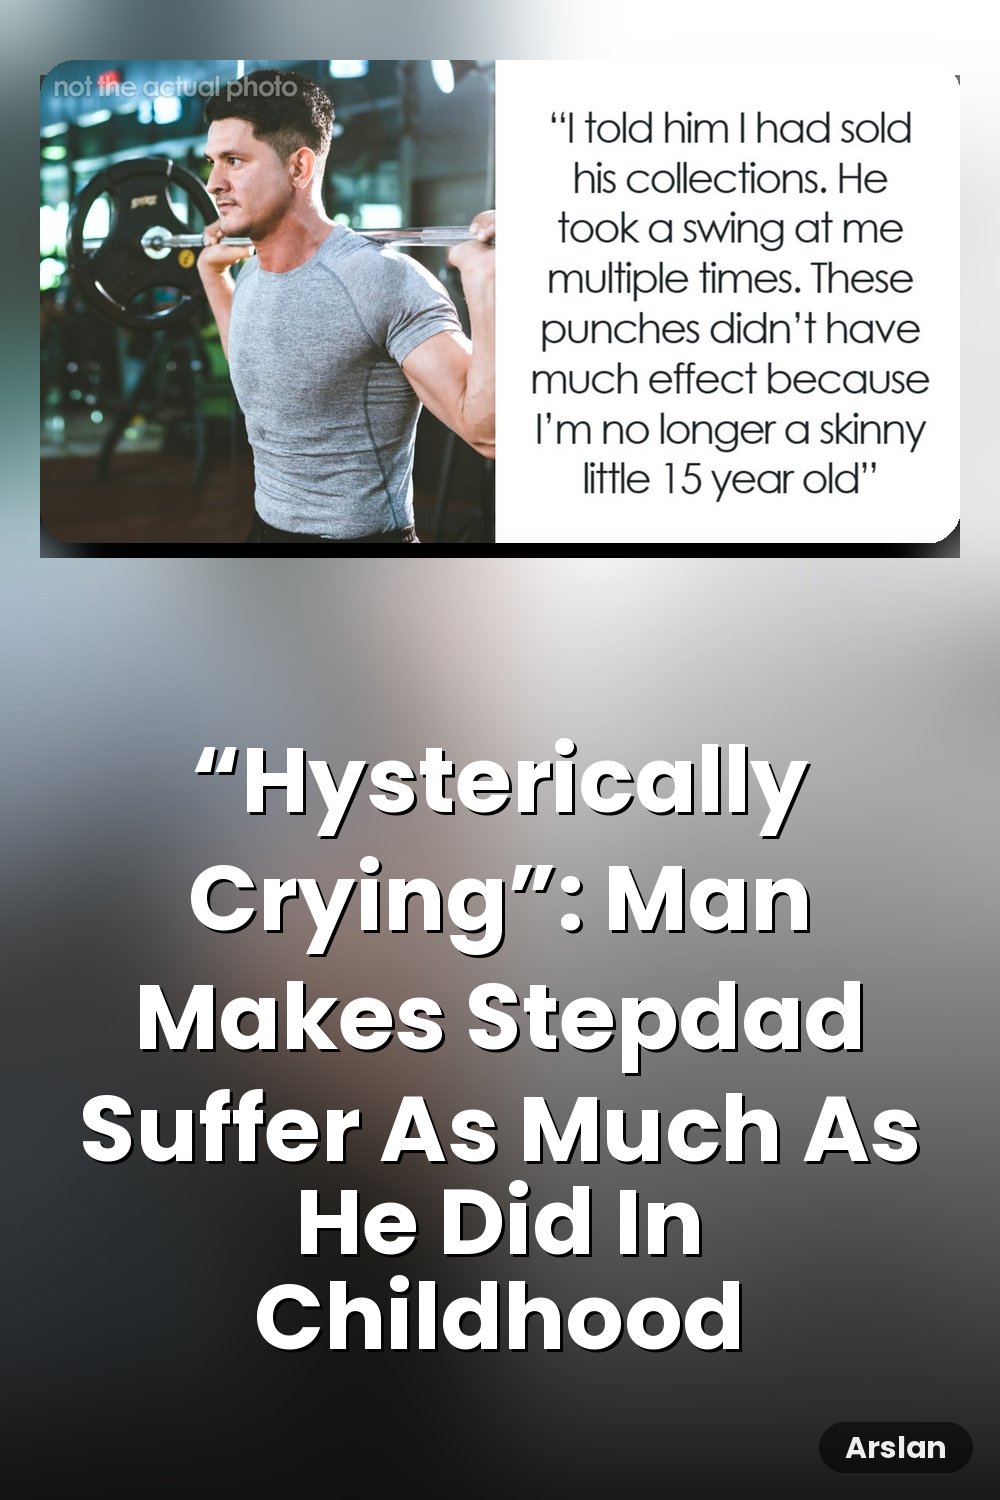 not the actual photo
“I told him I had sold
his collections. He
took a swing at me
multiple times. These
punches didn’t have
much effect because
I’m no longer a skinny
little 15 year old”
“Hysterically
Crying”: Man
Makes Stepdad
Suffer As Much As
He Did In
Childhood
Arslan